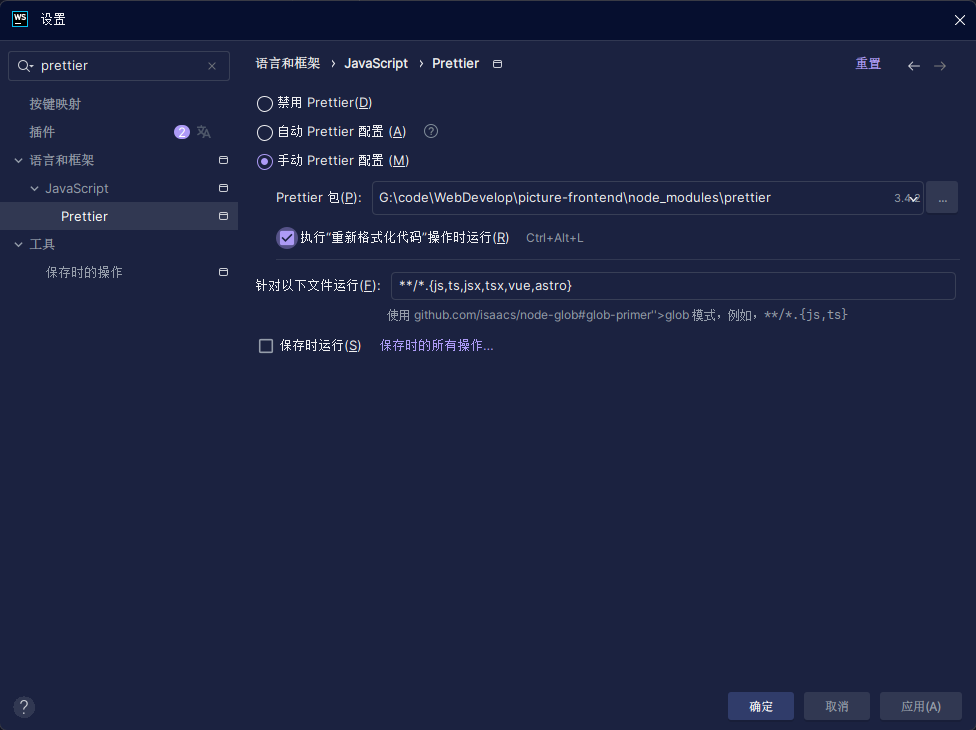 WS 设置
prettier
按键映射
插件 2
语言和框架
JavaScript
Prettier
工具
保存时的操作
语言和框架 › JavaScript › Prettier 重置
禁用 Prettier(D)
自动 Prettier 配置 (A) ?
手动 Prettier 配置 (M)
Prettier 包(P): G:\code\WebDevelop\picture-frontend\node_modules\prettier 3.4.2 ...
执行“重新格式化代码”操作时运行(R) Ctrl+Alt+L
针对以下文件运行(F): **/*.{js,ts,jsx,tsx,vue,astro}
使用 github.com/isaacs/node-glob#glob-primer">glob 模式，例如，**/*.{js,ts}
保存时运行(S) 保存时的所有操作...
? 确定 取消 应用(A)